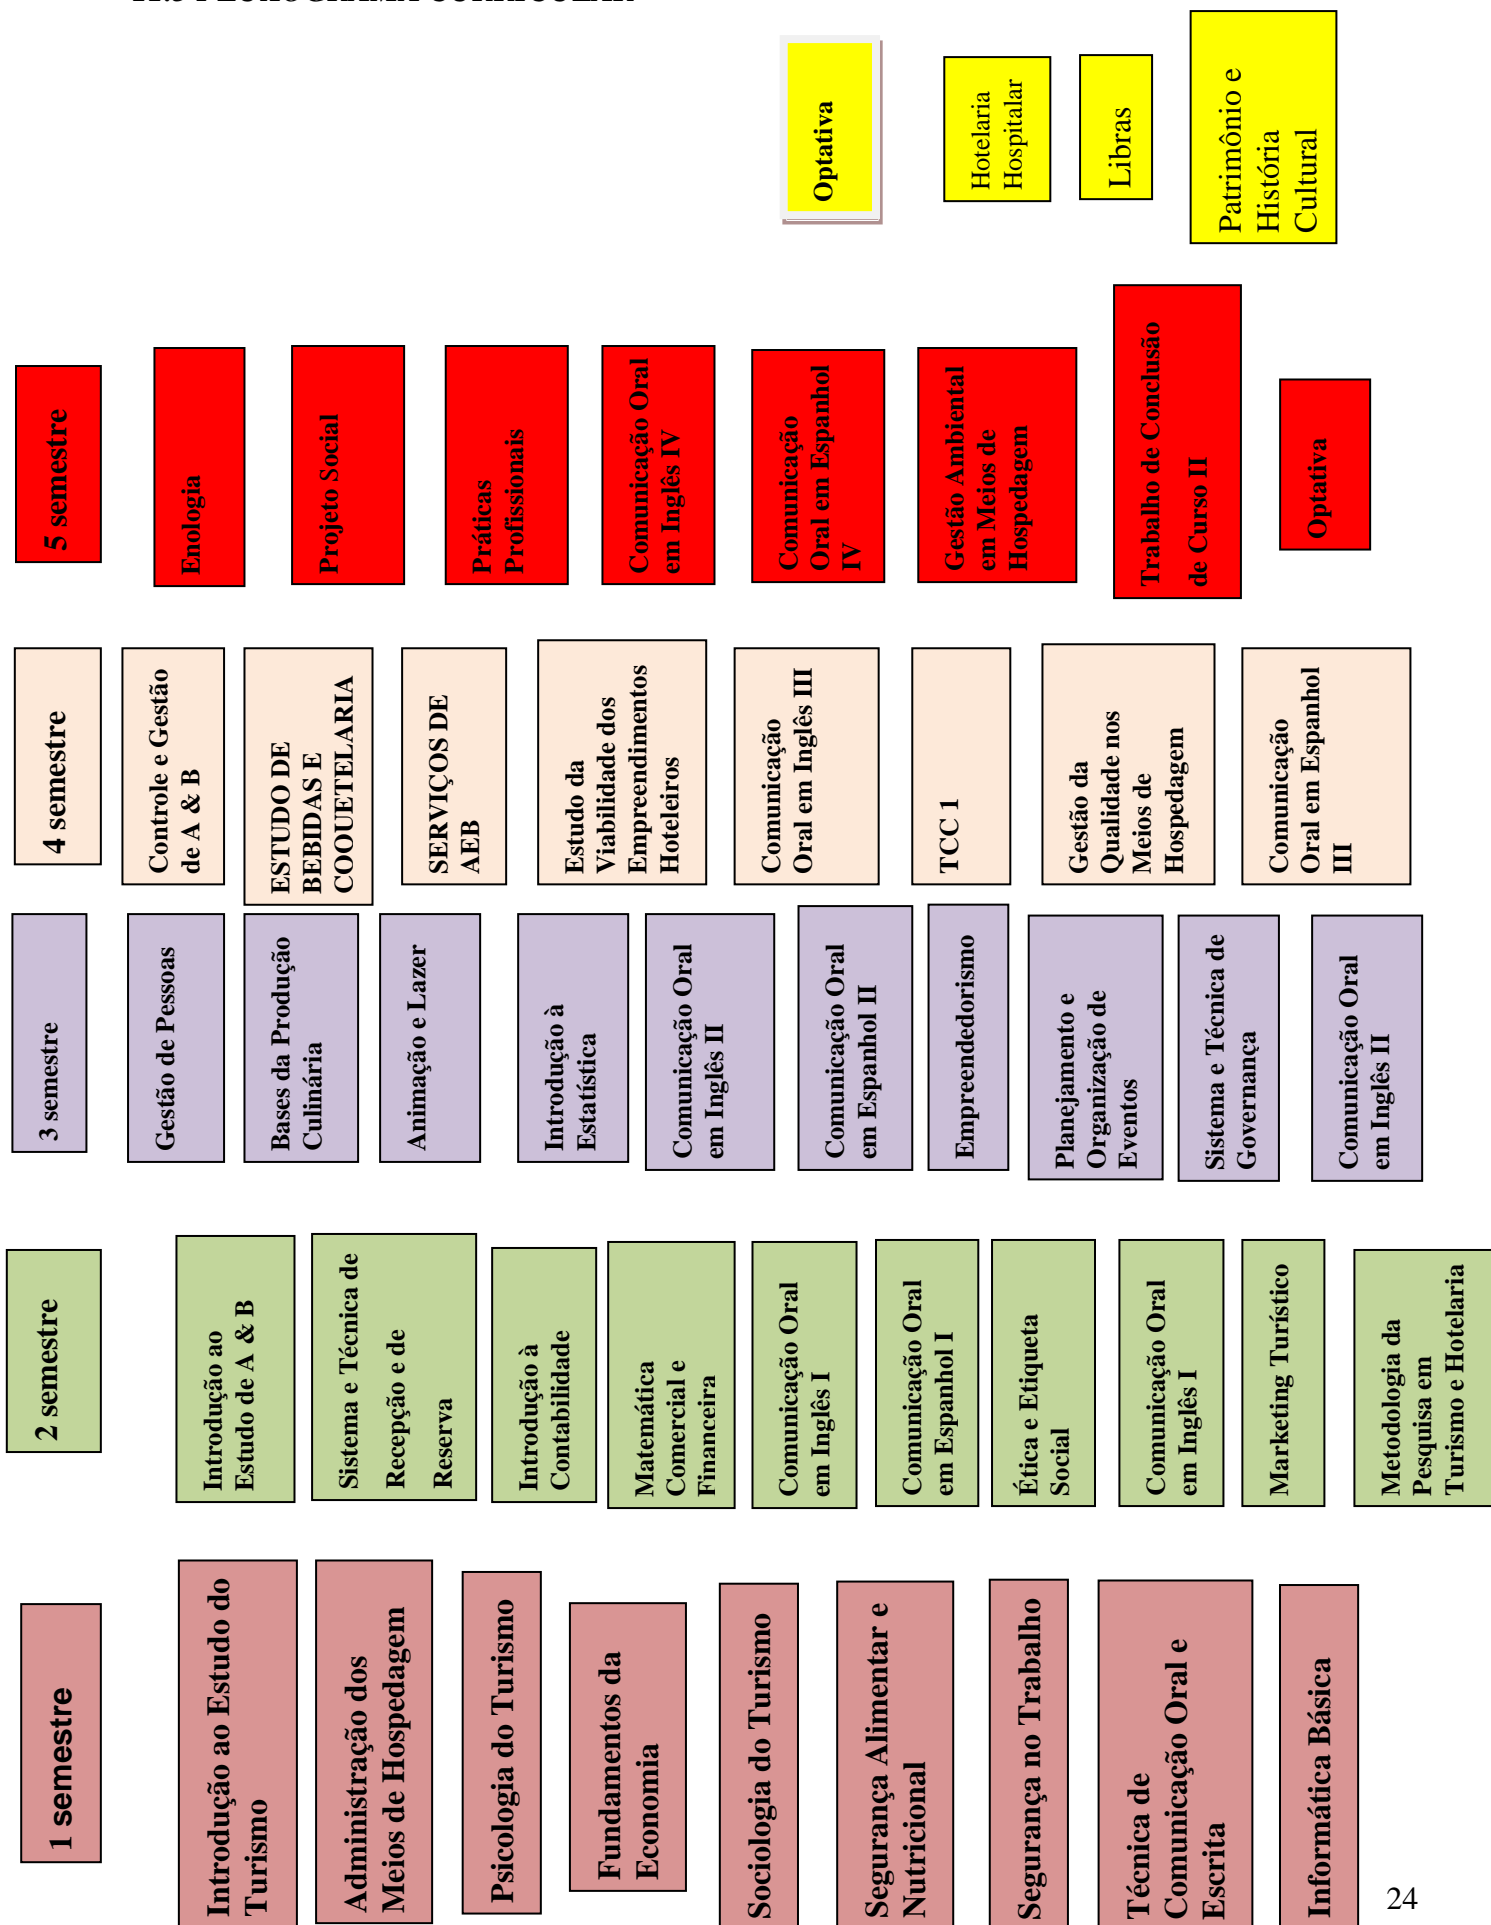 1 semestre
Introdução ao Estudo do
Turismo
Administração dos
Meios de Hospedagem
Psicologia do Turismo
Fundamentos da
Economia
Sociologia do Turismo
Segurança Alimentar e
Nutricional
Segurança no Trabalho
Técnica de
Comunicação Oral e
Escrita
Informática Básica
2 semestre
Introdução ao
Estudo de A & B
Sistema e Técnica de
Recepção e de
Reserva
Introdução à
Contabilidade
Matemática
Comercial e
Financeira
Comunicação Oral
em Inglês I
Comunicação Oral
em Espanhol I
Ética e Etiqueta
Social
Comunicação Oral
em Inglês I
Marketing Turístico
Metodologia da
Pesquisa em
Turismo e Hotelaria
3 semestre
Gestão de Pessoas
Bases da Produção
Culinária
Animação e Lazer
Introdução à
Estatística
Comunicação Oral
em Inglês II
Comunicação Oral
em Espanhol II
Empreendedorismo
Planejamento e
Organização de
Eventos
Sistema e Técnica de
Governança
Comunicação Oral
em Inglês II
4 semestre
Controle e Gestão
de A & B
ESTUDO DE
BEBIDAS E
COQUETELARIA
SERVIÇOS DE
AEB
Estudo da
Viabilidade dos
Empreendimentos
Hoteleiros
Comunicação
Oral em Inglês III
TCC 1
Gestão da
Qualidade nos
Meios de
Hospedagem
Comunicação
Oral em Espanhol
III
5 semestre
Enologia
Projeto Social
Práticas
Profissionais
Comunicação Oral
em Inglês IV
Comunicação
Oral em Espanhol
IV
Gestão Ambiental
em Meios de
Hospedagem
Trabalho de Conclusão
de Curso II
Optativa
Optativa
Hotelaria
Hospitalar
Libras
Patrimônio e
História
Cultural
24